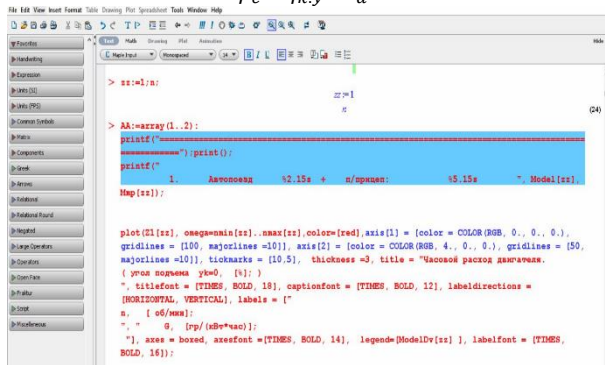 File Edit View Insert Format Table Drawing Plot Spreadsheet Tools Window Help
Text Math Drawing Plot Animation Hide
C Maple Input Monospaced 14 B I U
Favorites
Handwriting
Expression
Units (SI)
Units (FPS)
Common Symbols
Matrix
Components
Greek
Arrows
Relational
Relational Round
Negated
Large Operators
Operators
Open Face
Fraktur
Script
Miscellaneous
> zz:=1;n;
zz:=1
n (24)
> AA:=array(1..2):
printf("=====================================================================================
============");print();
printf("
1. Автопоезд %2.15s + п/прицеп: %5.15s ", Model[zz],
Mпр[zz]);
plot(Z1[zz], omega=nmin[zz]..nmax[zz],color=[red],axis[1] = [color = COLOR(RGB, 0., 0., 0.),
gridlines = [100, majorlines =10]], axis[2] = [color = COLOR(RGB, 4., 0., 0.), gridlines = [50,
majorlines =10]], tickmarks = [10,5], thickness =3, title = "Часовой расход двигателя.
( угол подъема yk=0, [%]; )
", titlefont = [TIMES, BOLD, 18], captionfont = [TIMES, BOLD, 12], labeldirections =
[HORIZONTAL, VERTICAL], labels = ["
n, [ об/мин];
", " G, [гр/(кВт*час)];
"], axes = boxed, axesfont =[TIMES, BOLD, 14], legend=[ModelDv[zz] ], labelfont = [TIMES,
BOLD, 16]);